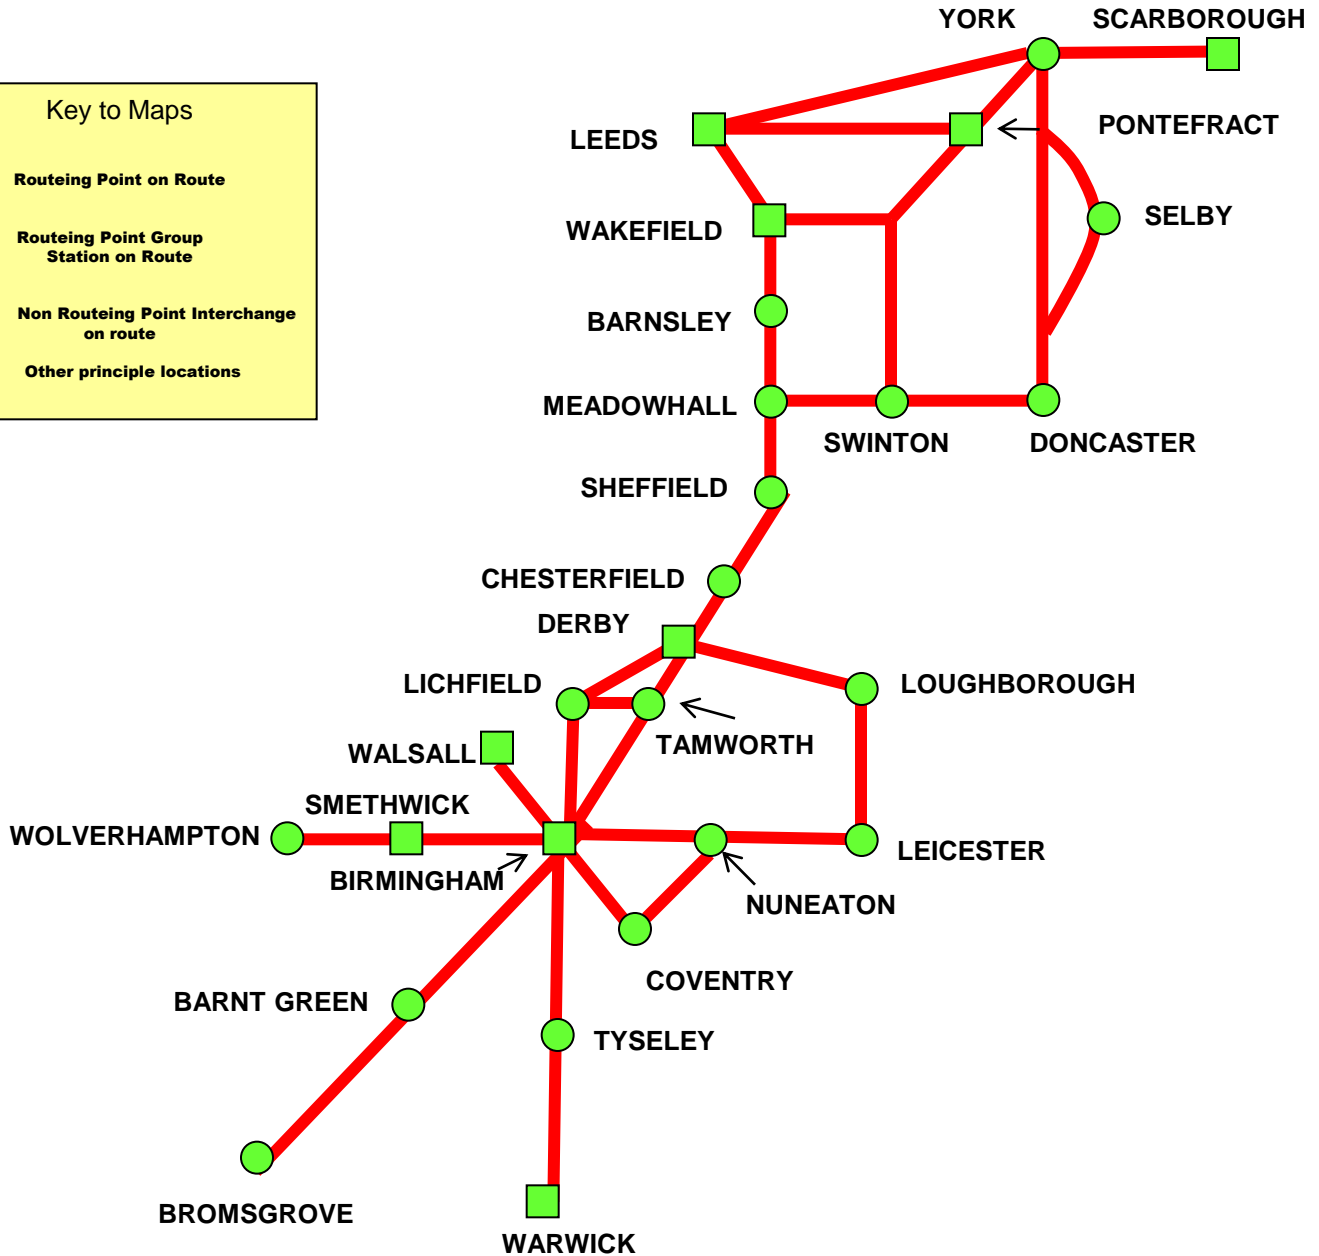 YORK
SCARBOROUGH
Key to Maps
Routeing Point on Route
Routeing Point Group
Station on Route
Non Routeing Point Interchange
on route
Other principle locations
LEEDS
PONTEFRACT
WAKEFIELD
SELBY
BARNSLEY
MEADOWHALL
SWINTON
DONCASTER
SHEFFIELD
CHESTERFIELD
DERBY
LICHFIELD
LOUGHBOROUGH
TAMWORTH
WALSALL
SMETHWICK
WOLVERHAMPTON
LEICESTER
BIRMINGHAM
NUNEATON
COVENTRY
BARNT GREEN
TYSELEY
BROMSGROVE
WARWICK